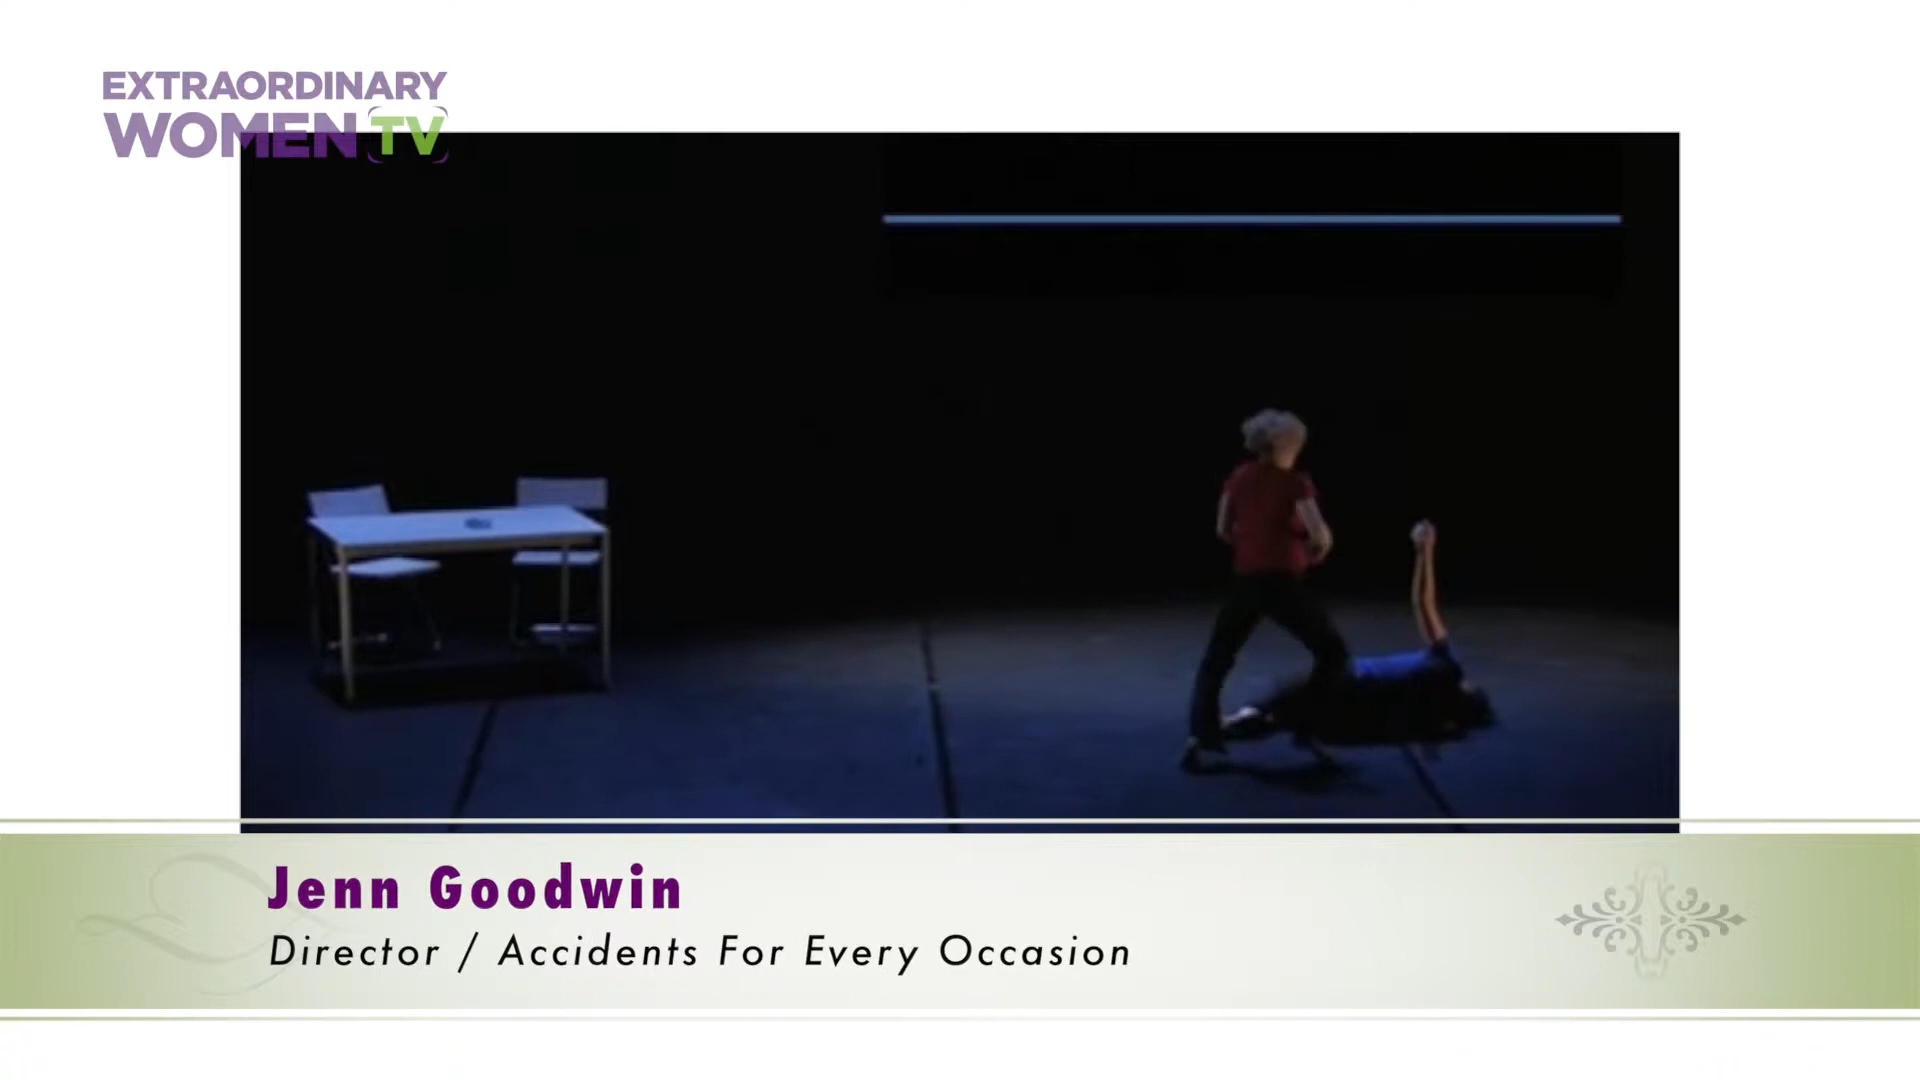 EXTRAORDINARY
WOMEN TV
Jenn Goodwin
Director / Accidents For Every Occasion